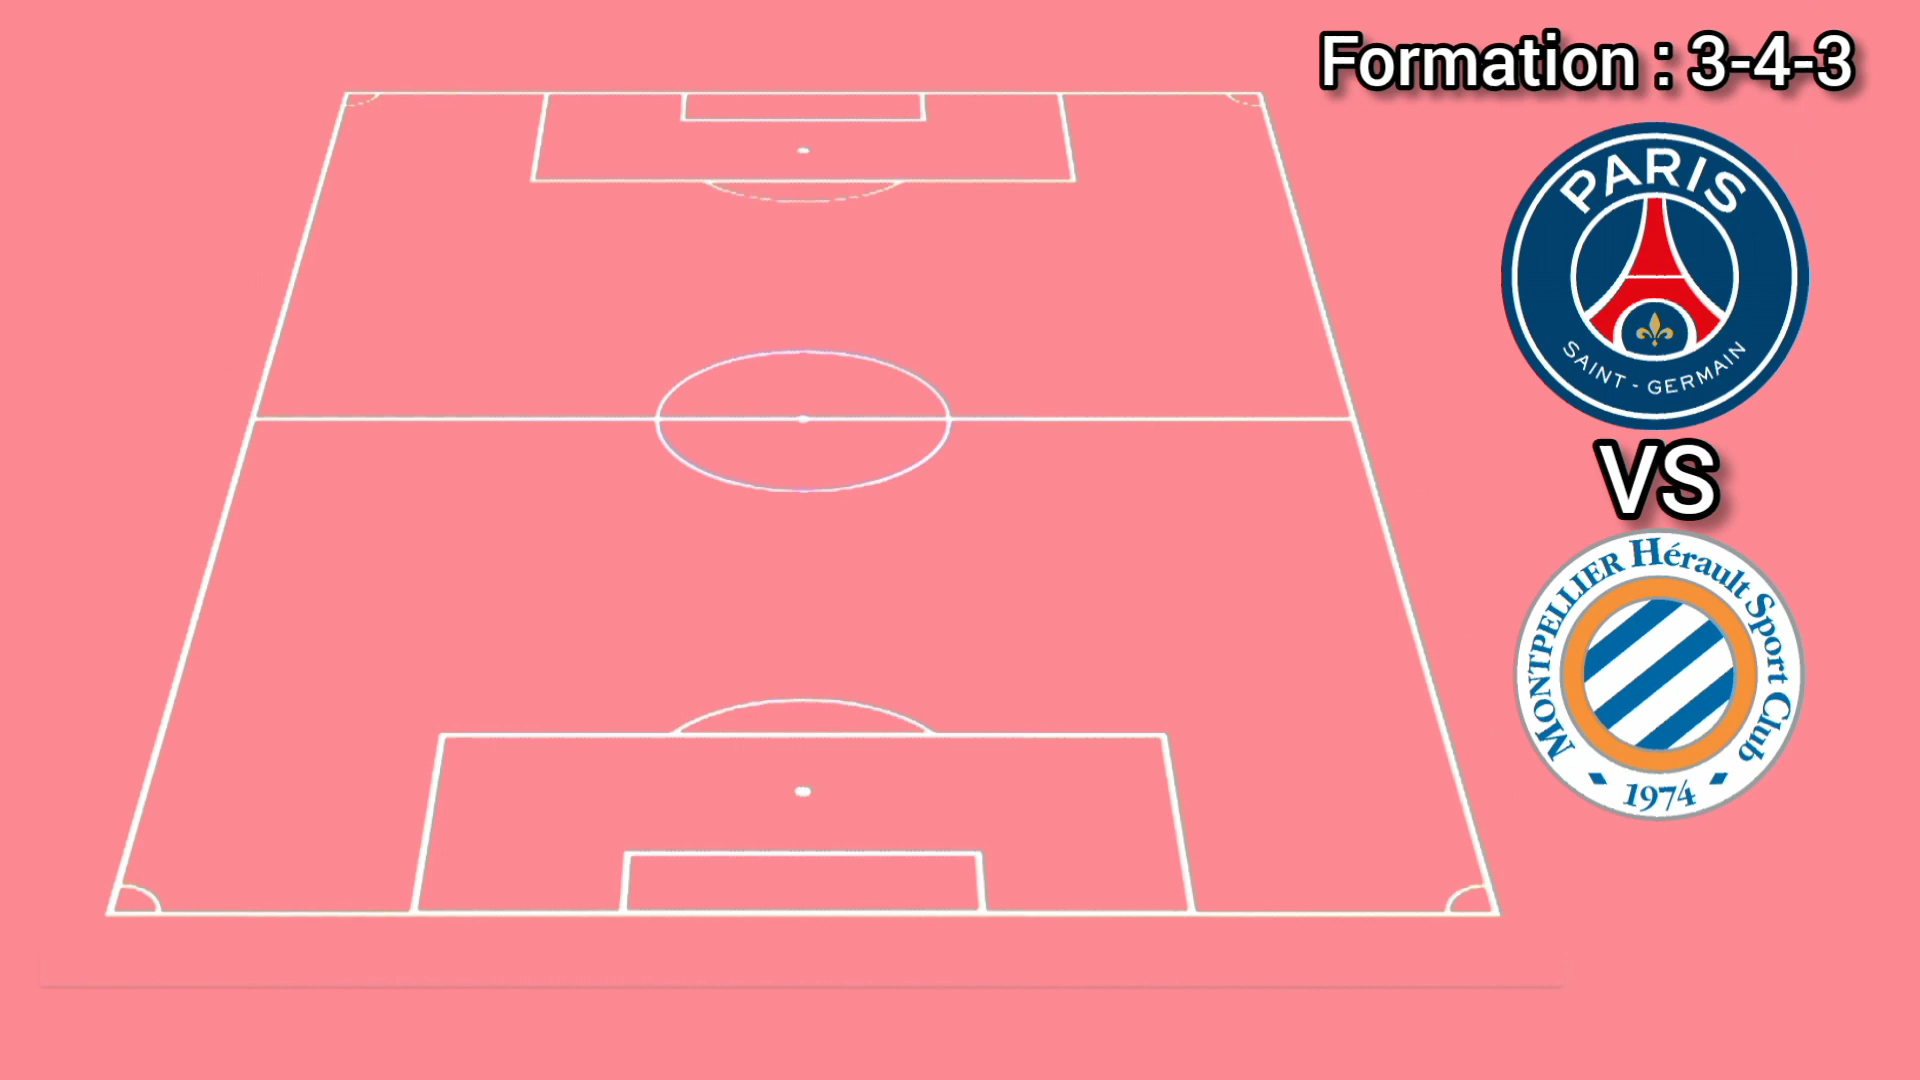 Formation : 3-4-3
PARIS
SAINT - GERMAIN
VS
MONTPELLIER Hérault Sport Club
1974